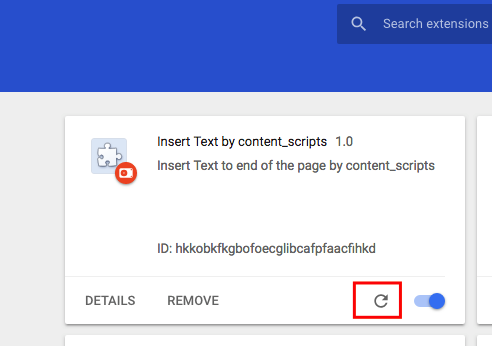 Search extensions
Insert Text by content_scripts 1.0
Insert Text to end of the page by content_scripts
ID: hkkobkfkgbofoecglibcafpfaacfihkd
DETAILS REMOVE